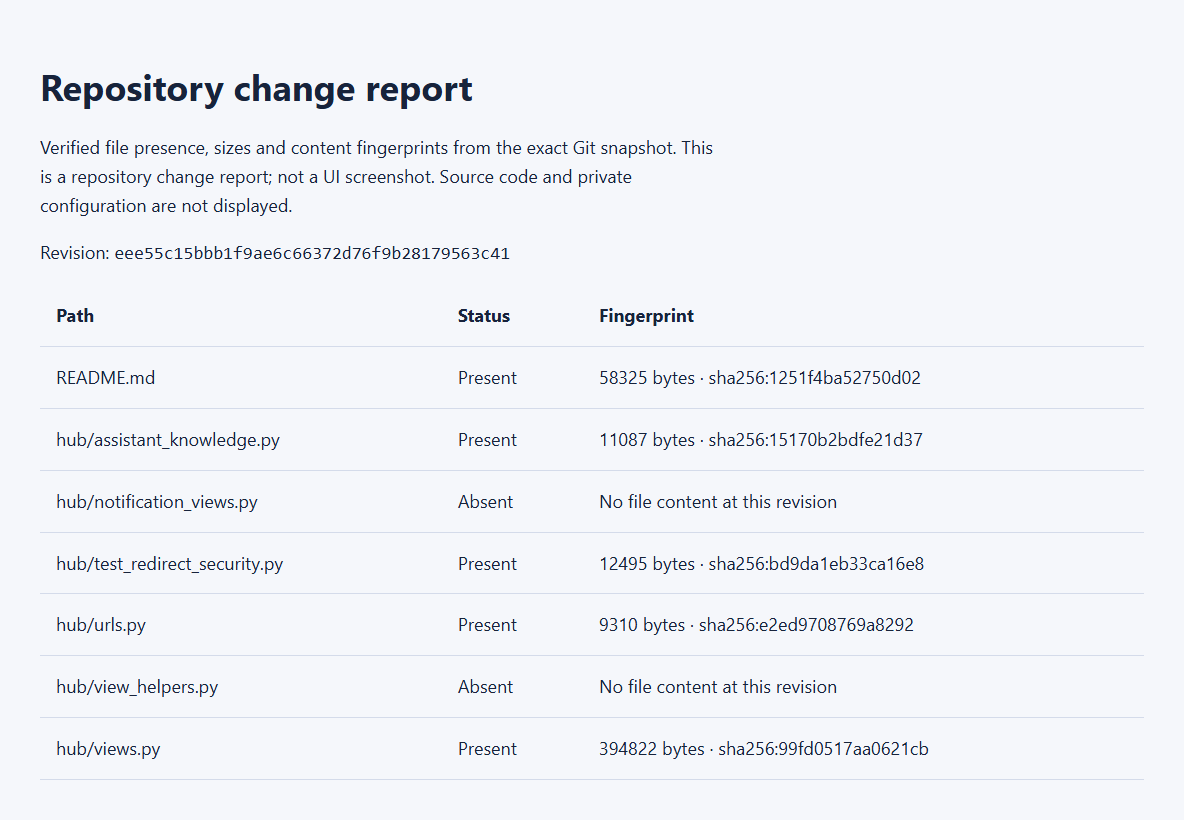 Repository change report
Verified file presence, sizes and content fingerprints from the exact Git snapshot. This
is a repository change report; not a UI screenshot. Source code and private
configuration are not displayed.
Revision: eee55c15bbb1f9ae6c66372d76f9b28179563c41
Path Status Fingerprint
README.md Present 58325 bytes · sha256:1251f4ba52750d02
hub/assistant_knowledge.py Present 11087 bytes · sha256:15170b2bdfe21d37
hub/notification_views.py Absent No file content at this revision
hub/test_redirect_security.py Present 12495 bytes · sha256:bd9da1eb33ca16e8
hub/urls.py Present 9310 bytes · sha256:e2ed9708769a8292
hub/view_helpers.py Absent No file content at this revision
hub/views.py Present 394822 bytes · sha256:99fd0517aa0621cb